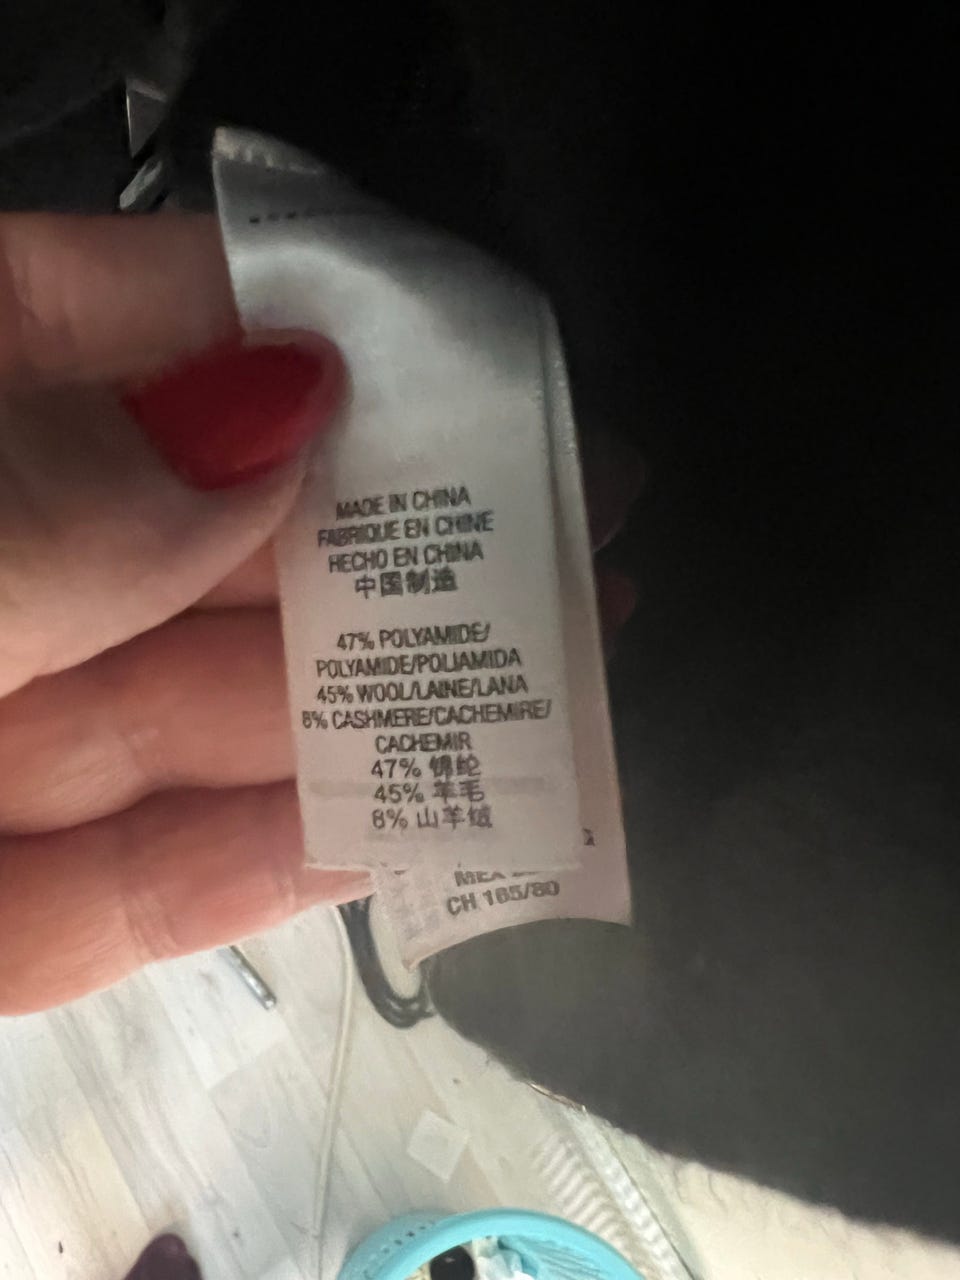 MADE IN CHINA
FABRIQUE EN CHINE
HECHO EN CHINA
中国制造
47% POLYAMIDE/
POLYAMIDE/POLIAMIDA
45% WOOL/LAINE/LANA
8% CASHMERE/CACHEMIRE/
CACHEMIR
47% 锦纶
45% 羊毛
8% 山羊绒
MEX
CH 165/80